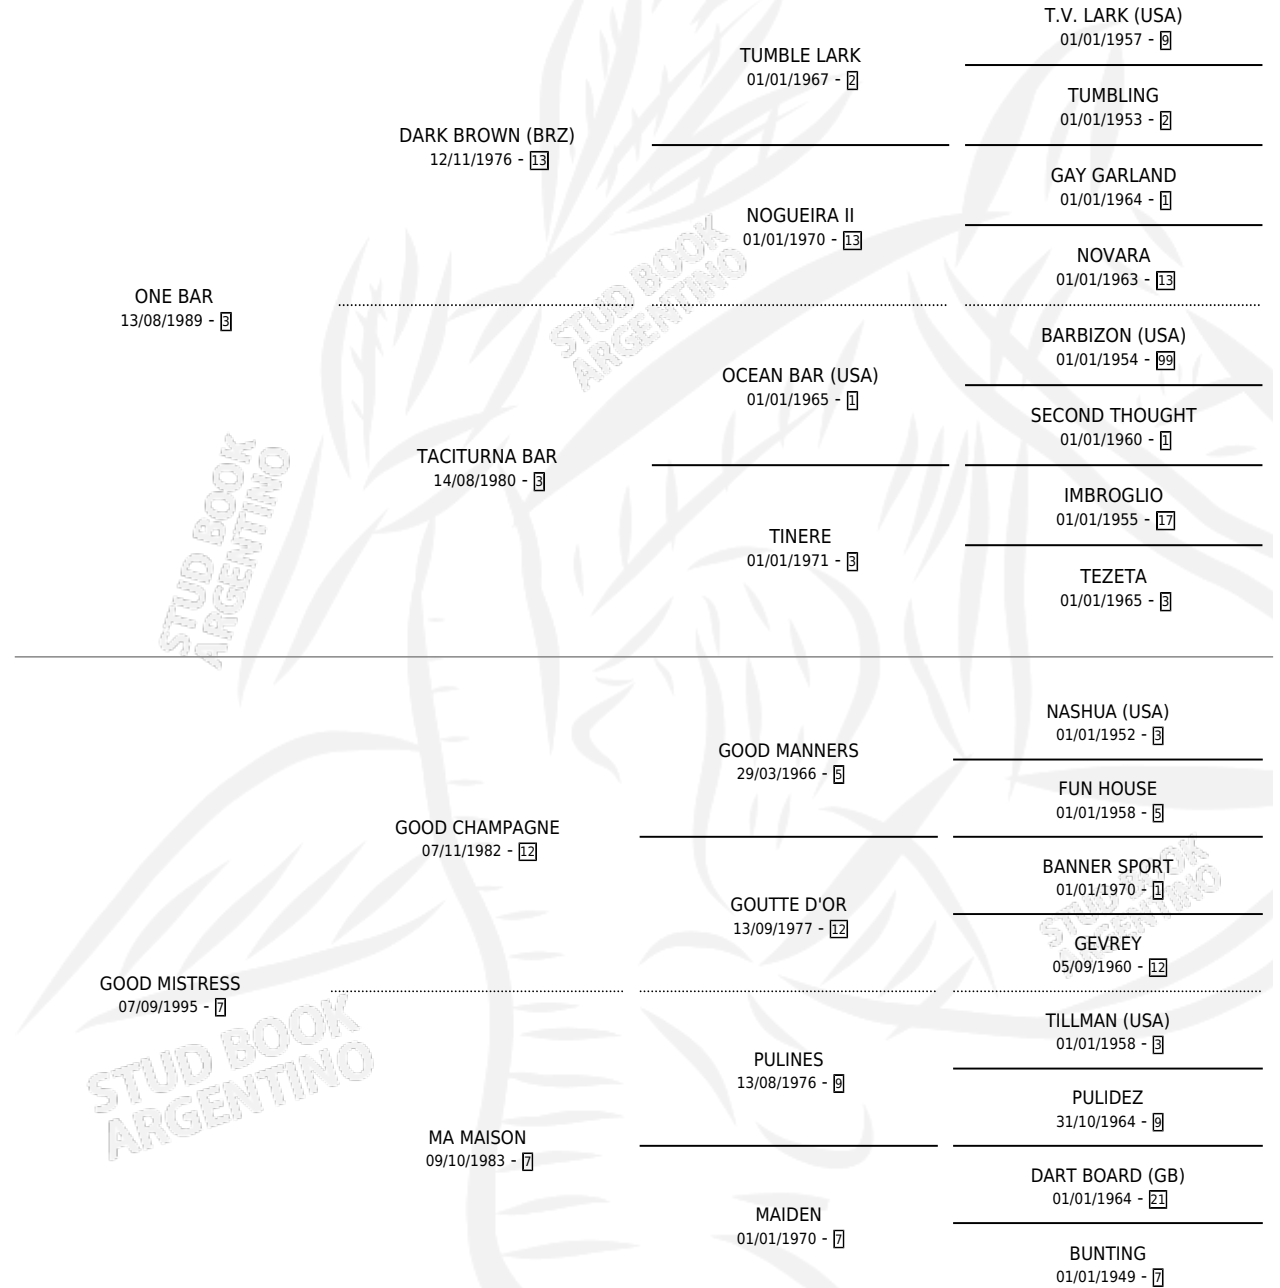 T.V. LARK (USA)
01/01/1957 - 9
TUMBLE LARK
01/01/1967 - 2
TUMBLING
01/01/1953 - 2
DARK BROWN (BRZ)
12/11/1976 - 13
GAY GARLAND
01/01/1964 - 1
NOGUEIRA II
01/01/1970 - 13
NOVARA
01/01/1963 - 13
ONE BAR
13/08/1989 - 3
STUD BOOK
ARGENTINO
BARBIZON (USA)
01/01/1954 - 99
OCEAN BAR (USA)
01/01/1965 - 1
SECOND THOUGHT
01/01/1960 - 1
TACITURNA BAR
14/08/1980 - 3
IMBROGLIO
01/01/1955 - 17
TINERE
01/01/1971 - 3
TEZETA
01/01/1965 - 3
STUD BOOK
ARGENTINO
NASHUA (USA)
01/01/1952 - 3
GOOD MANNERS
29/03/1966 - 5
FUN HOUSE
01/01/1958 - 5
GOOD CHAMPAGNE
07/11/1982 - 12
BANNER SPORT
01/01/1970 - 1
GOUTTE D'OR
13/09/1977 - 12
STUD BOOK
ARGENTINO
GEVREY
05/09/1960 - 12
GOOD MISTRESS
07/09/1995 - 7
TILLMAN (USA)
01/01/1958 - 3
PULINES
13/08/1976 - 9
PULIDEZ
31/10/1964 - 9
STUD BOOK
ARGENTINO
MA MAISON
09/10/1983 - 7
DART BOARD (GB)
01/01/1964 - 21
MAIDEN
01/01/1970 - 7
BUNTING
01/01/1949 - 7